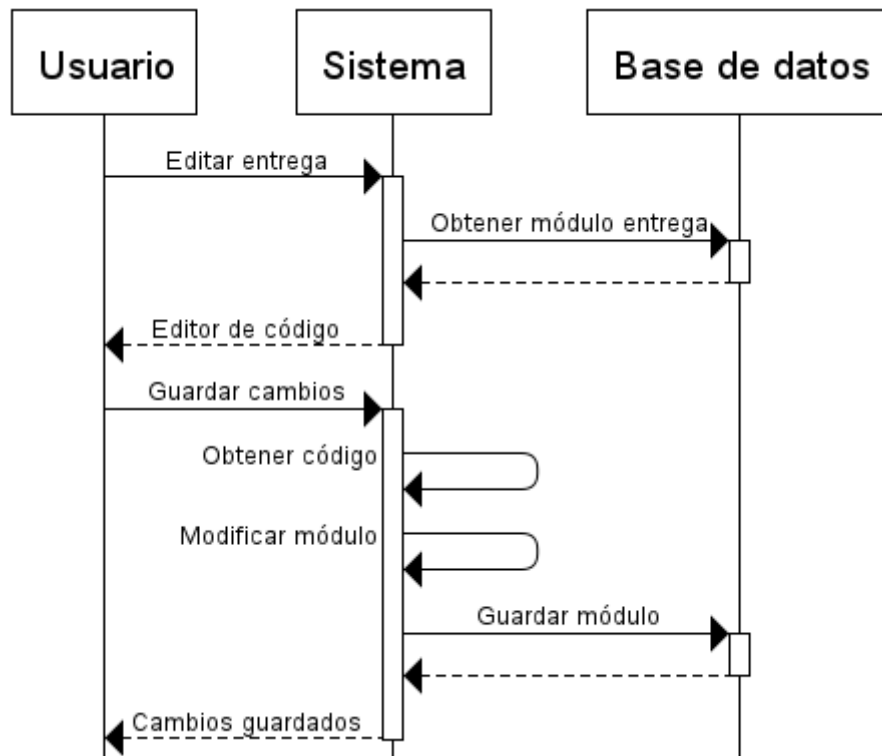 Usuario
Sistema
Base de datos
Editar entrega
Obtener módulo entrega
Editor de código
Guardar cambios
Obtener código
Modificar módulo
Guardar módulo
Cambios guardados